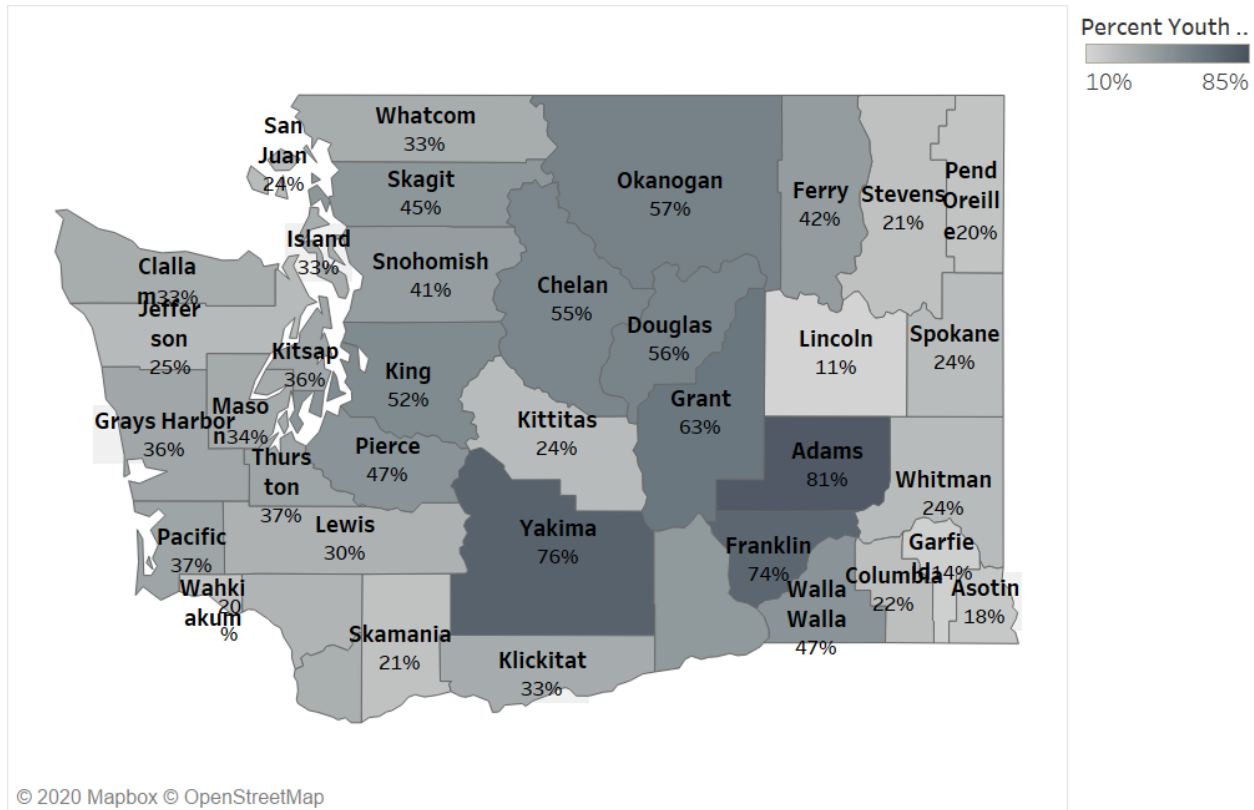 Percent Youth ..
10% 85%
Whatcom
33%
San
Juan
24%
Skagit
45%
Okanogan
57%
Ferry
42%
Stevens
21%
Pend
Oreill
e20%
Island
33%
Snohomish
41%
Clalla
m33%
Chelan
55%
Jeffer
son
25%
Douglas
56%
Lincoln
11%
Spokane
24%
Kitsap
36%
King
52%
Grant
63%
Kittitas
24%
Maso
n34%
Grays Harbor
36%
Pierce
47%
Adams
81%
Thurs
ton
37%
Whitman
24%
Lewis
30%
Yakima
76%
Pacific
37%
Franklin
74%
Garfie
ld14%
Columbia
22%
Wahki
akum
20
%
Walla
Walla
47%
Asotin
18%
Skamania
21%
Klickitat
33%
© 2020 Mapbox © OpenStreetMap